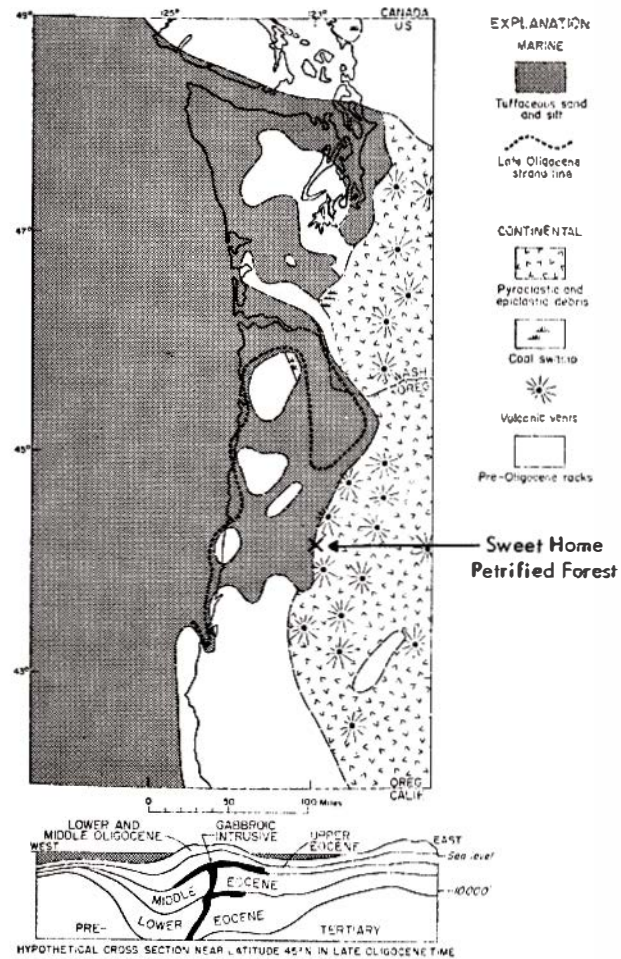 49°
125°
123°
CANADA
US
EXPLANATION
MARINE
Tuffaceous sand
and silt
Late Oligocene
strand line
47°
CONTINENTAL
Pyroclastic and
epiclastic debris
Coal swamp
WASH
OREG
Volcanic vents
45°
Pre-Oligocene rocks
Sweet Home
Petrified Forest
43°
OREG
CALIF
0 50 100 Miles
LOWER AND
MIDDLE OLIGOCENE
GABBROIC
INTRUSIVE
UPPER
EOCENE
WEST
EAST
Sea level
MIDDLE EOCENE
-10000'
LOWER EOCENE
PRE- TERTIARY
HYPOTHETICAL CROSS SECTION NEAR LATITUDE 45°N IN LATE OLIGOCENE TIME